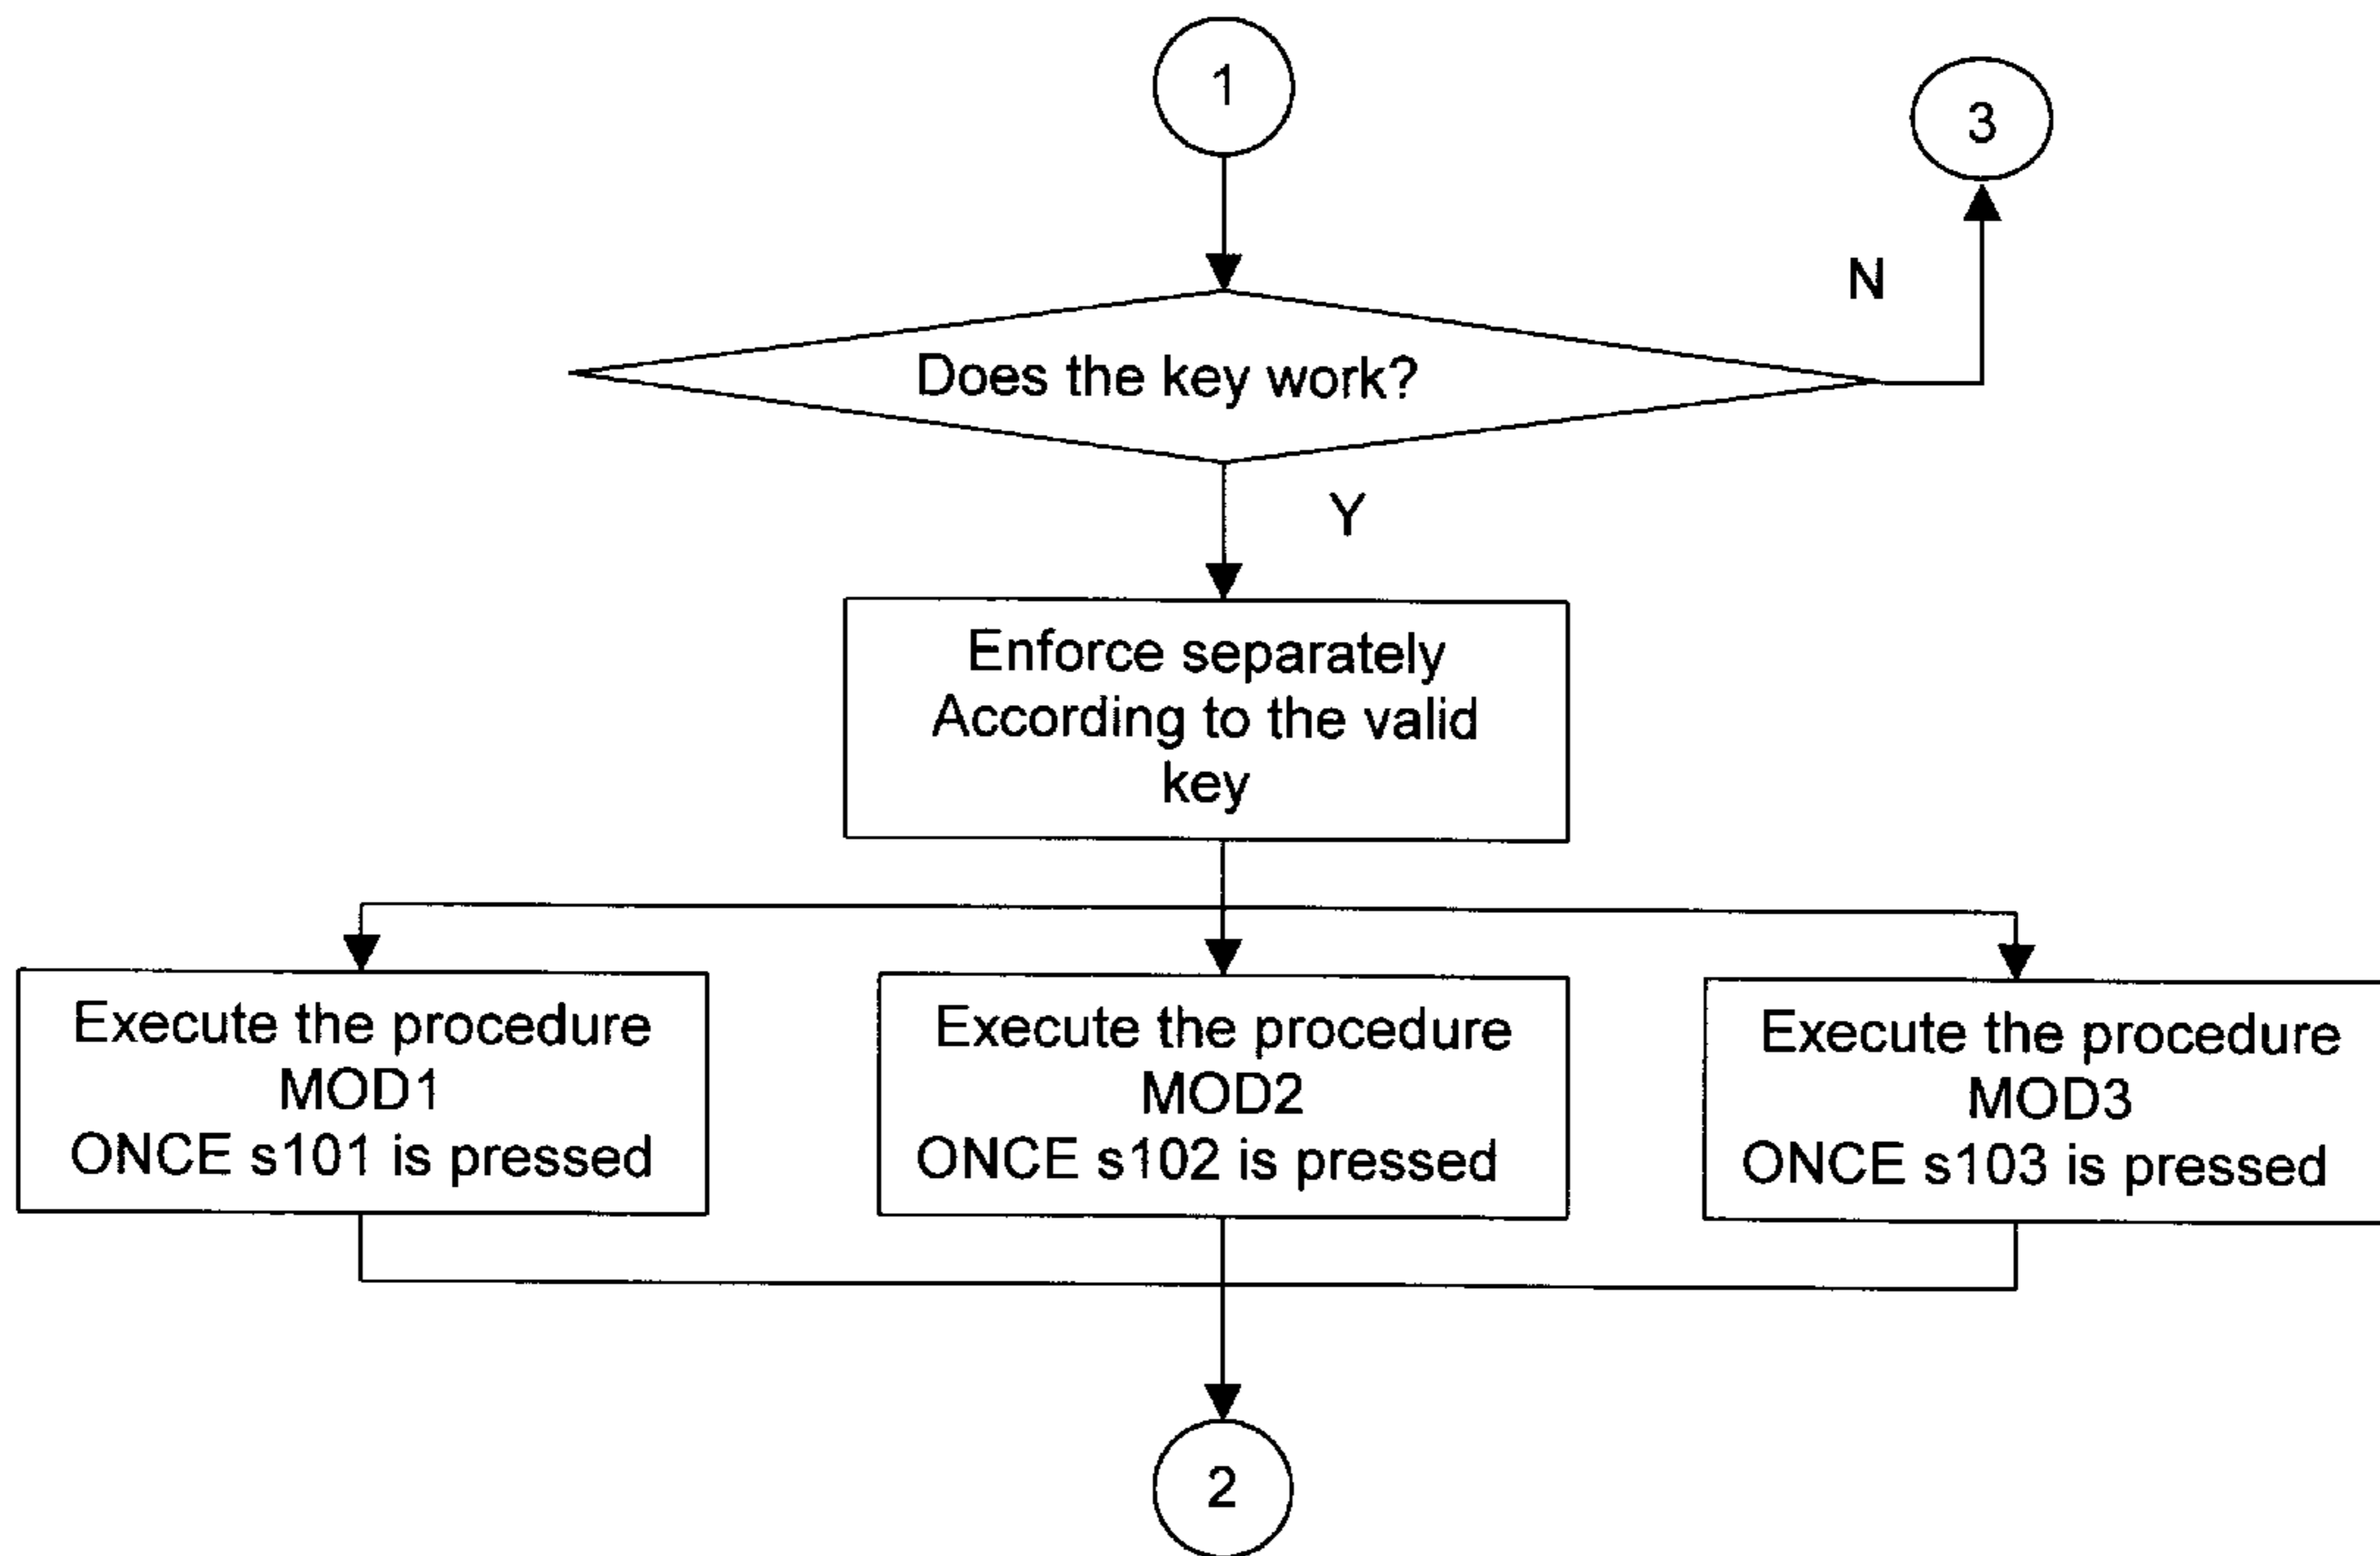 1
3
N
Does the key work?
Y
Enforce separately
According to the valid
key
Execute the procedure
MOD1
ONCE s101 is pressed
Execute the procedure
MOD2
ONCE s102 is pressed
Execute the procedure
MOD3
ONCE s103 is pressed
2